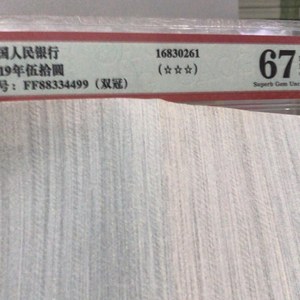 国人民银行 16830261
19年伍拾圆 (☆☆☆)
号: FF88334499 (双冠)
67
Superb Gem Unc